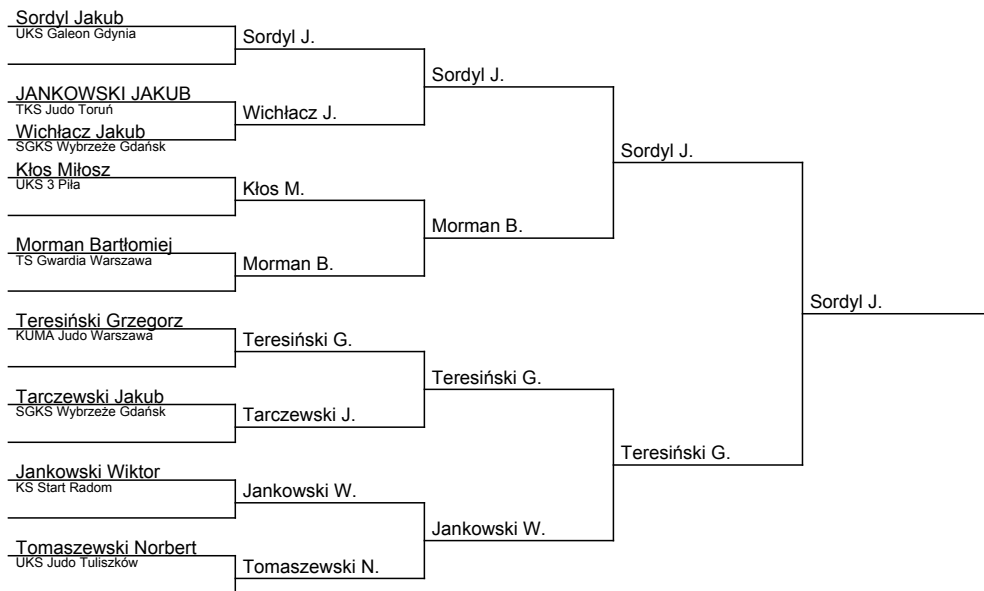 Sordyl Jakub
UKS Galeon Gdynia
Sordyl J.
Sordyl J.
JANKOWSKI JAKUB
TKS Judo Toruń
Wichłacz J.
Wichłacz Jakub
SGKS Wybrzeże Gdańsk
Sordyl J.
Kłos Miłosz
UKS 3 Piła
Kłos M.
Morman B.
Morman Bartłomiej
TS Gwardia Warszawa
Morman B.
Sordyl J.
Teresiński Grzegorz
KUMA Judo Warszawa
Teresiński G.
Teresiński G.
Tarczewski Jakub
SGKS Wybrzeże Gdańsk
Tarczewski J.
Teresiński G.
Jankowski Wiktor
KS Start Radom
Jankowski W.
Jankowski W.
Tomaszewski Norbert
UKS Judo Tuliszków
Tomaszewski N.